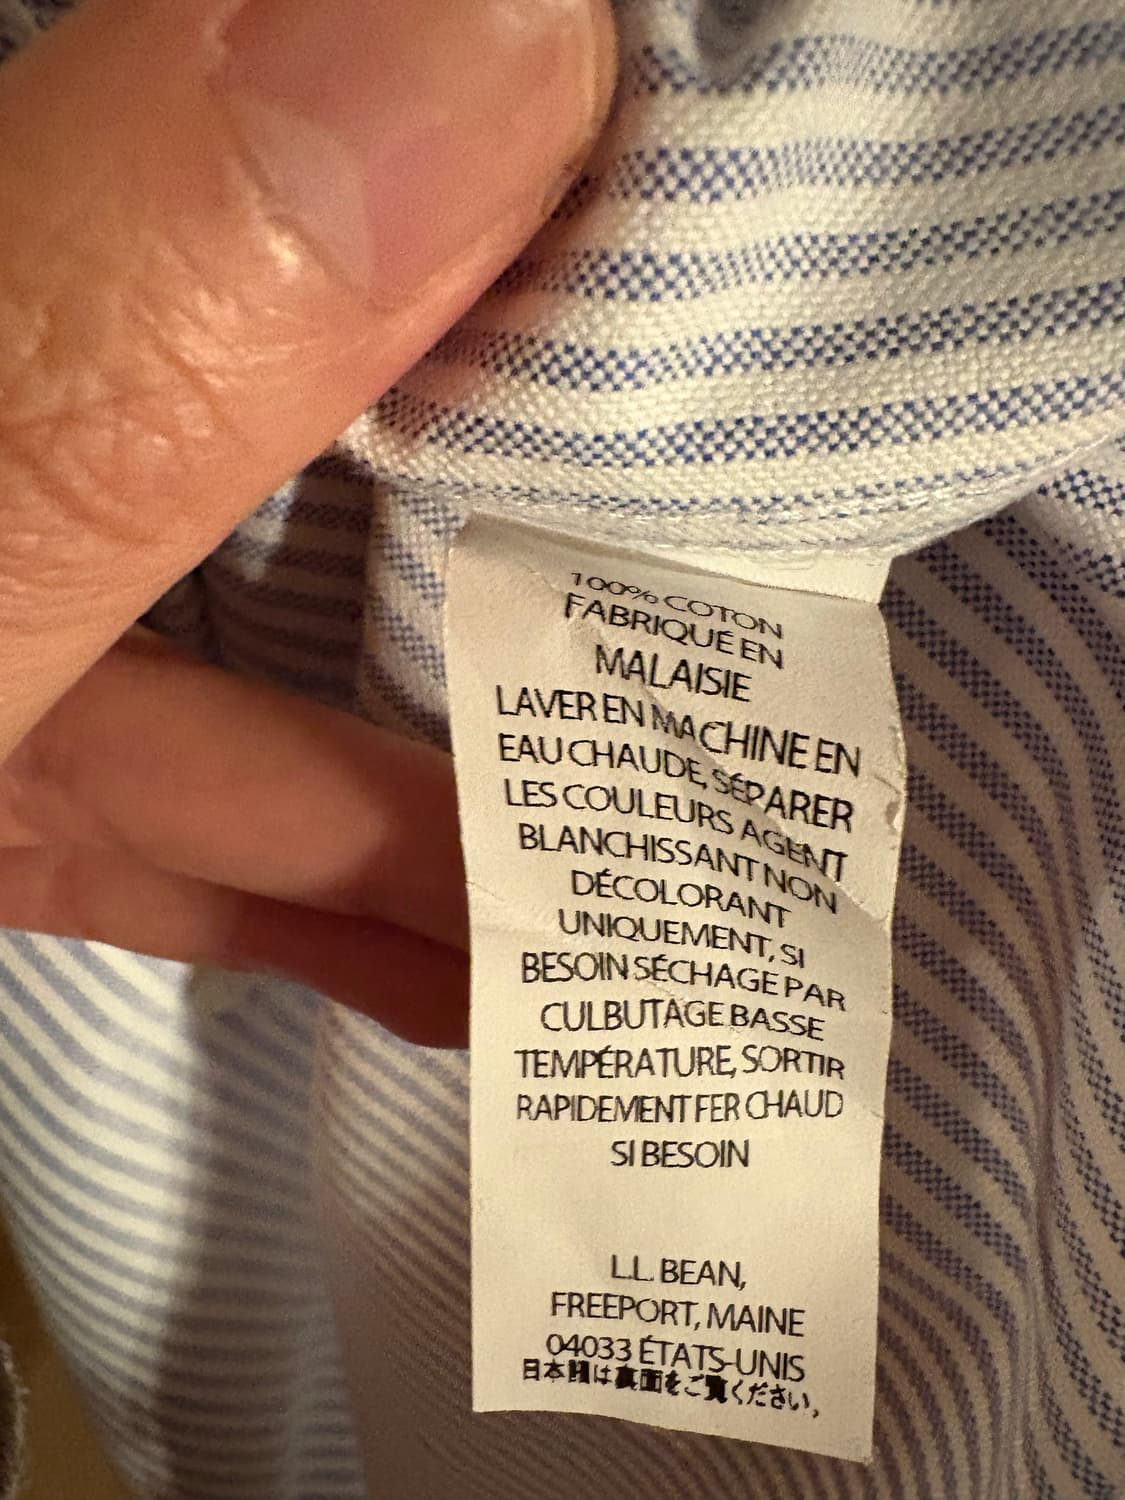 100% COTON
FABRIQUÉ EN
MALAISIE
LAVER EN MACHINE EN
EAU CHAUDE, SÉPARER
LES COULEURS AGENT
BLANCHISSANT NON
DÉCOLORANT
UNIQUEMENT, SI
BESOIN SÉCHAGE PAR
CULBUTAGE BASSE
TEMPÉRATURE, SORTIR
RAPIDEMENT FER CHAUD
SI BESOIN
L.L. BEAN,
FREEPORT, MAINE
04033 ÉTATS-UNIS
日本語は裏面をご覧ください。